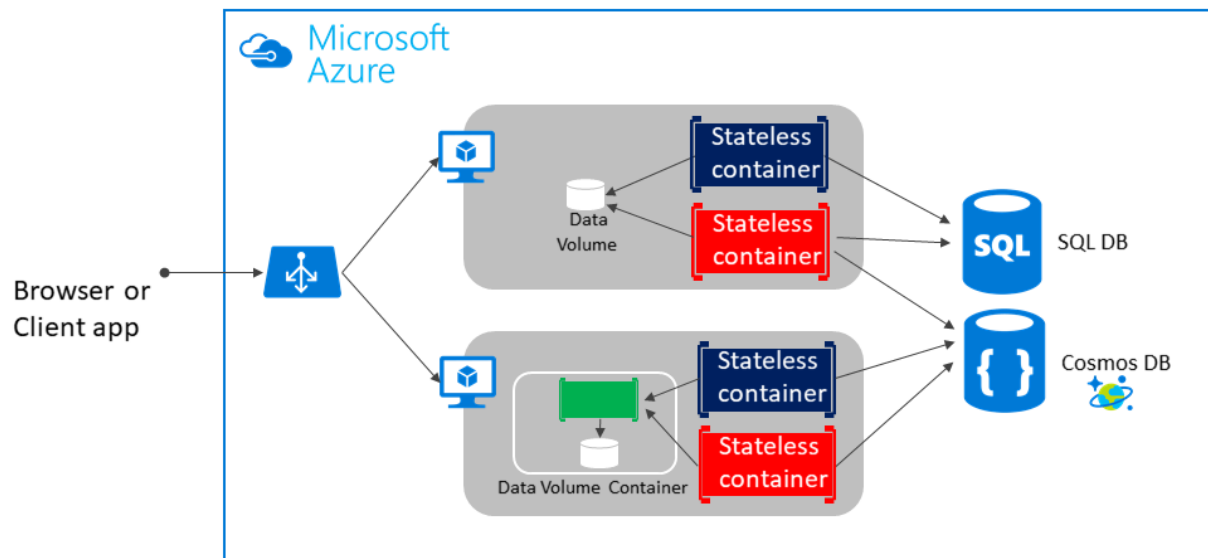 Microsoft
Azure
Stateless
container
Data
Volume
Stateless
container
SQL
SQL DB
Browser or
Client app
Stateless
container
{ }
Cosmos DB
Stateless
container
Data Volume Container